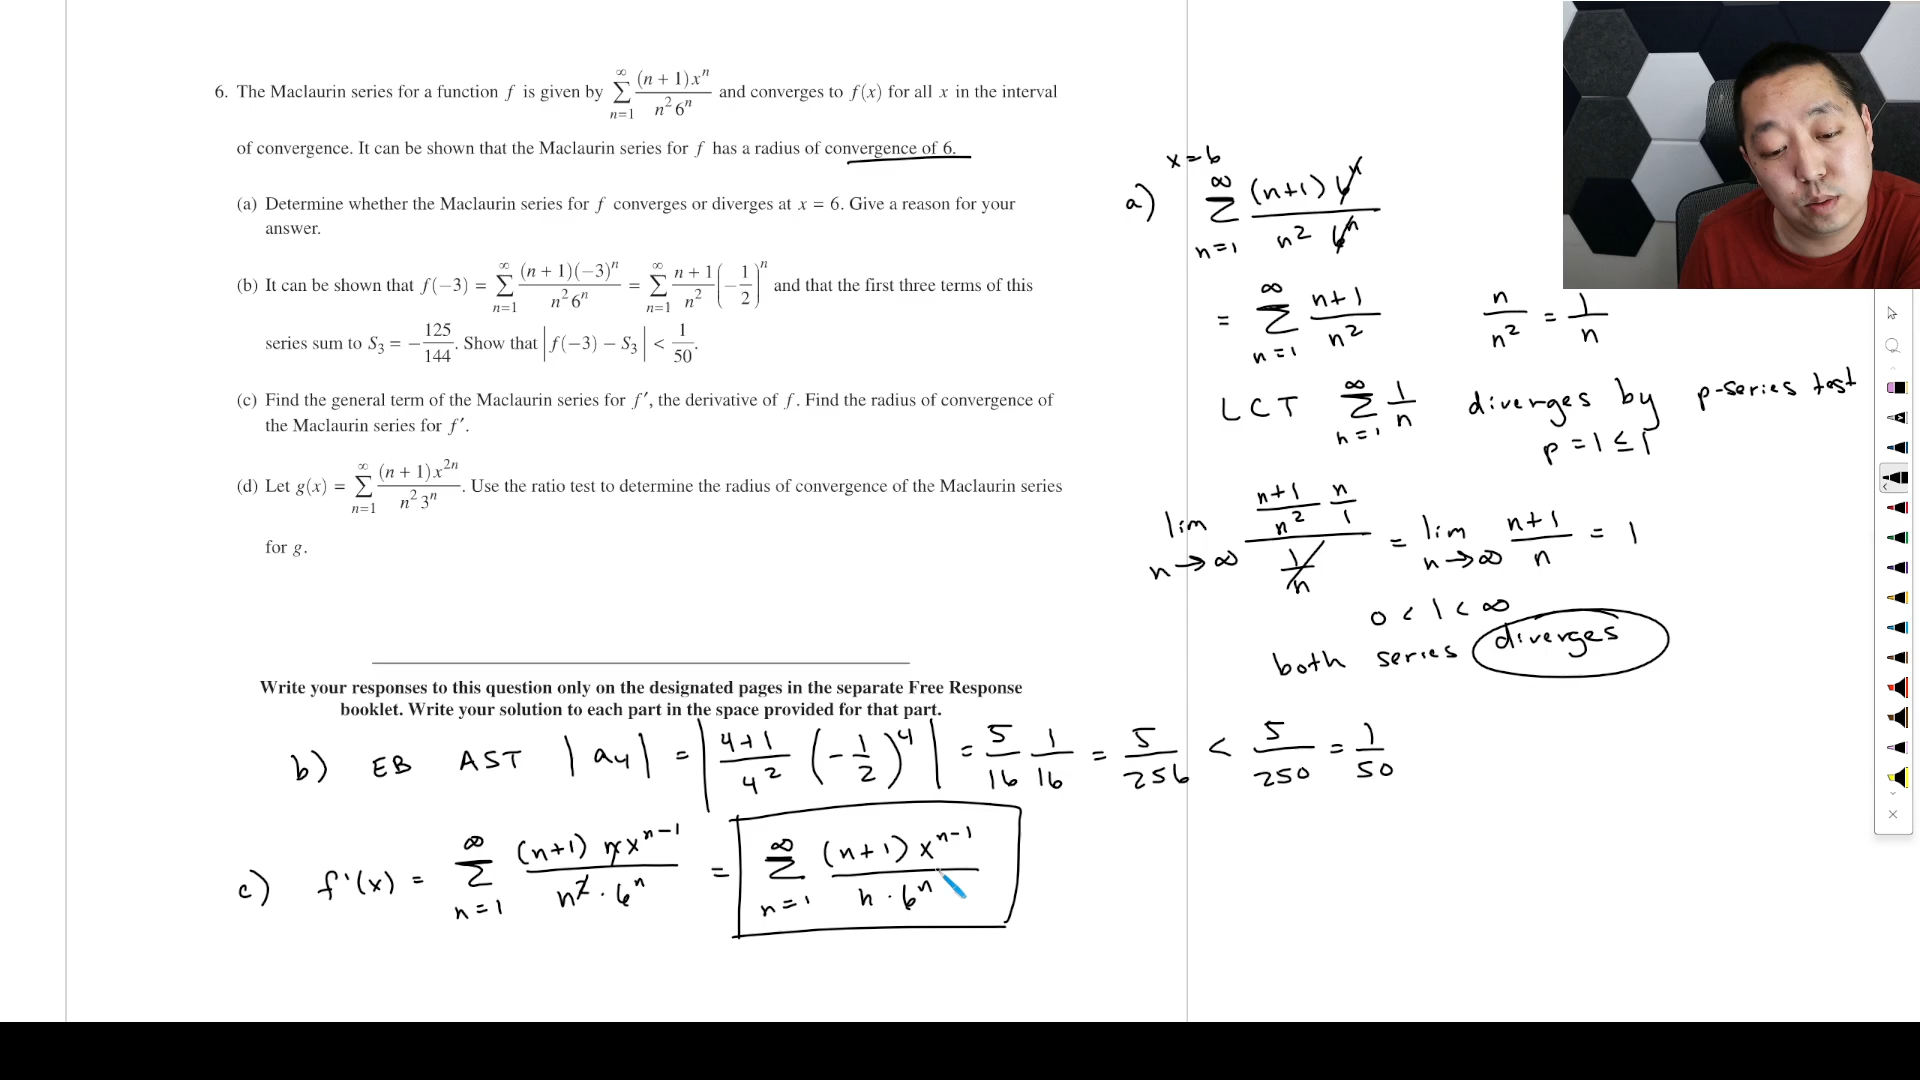 6. The Maclaurin series for a function f is given by ∑_{n=1}^{∞} (n + 1)x^n / (n^2 6^n) and converges to f(x) for all x in the interval
of convergence. It can be shown that the Maclaurin series for f has a radius of convergence of 6.
(a) Determine whether the Maclaurin series for f converges or diverges at x = 6. Give a reason for your
answer.
(b) It can be shown that f(−3) = ∑_{n=1}^{∞} (n + 1)(−3)^n / (n^2 6^n) = ∑_{n=1}^{∞} (n + 1)/n^2 (−1/2)^n and that the first three terms of this
series sum to S_3 = −125/144. Show that |f(−3) − S_3| < 1/50.
(c) Find the general term of the Maclaurin series for f′, the derivative of f. Find the radius of convergence of
the Maclaurin series for f′.
(d) Let g(x) = ∑_{n=1}^{∞} (n + 1)x^{2n} / (n^2 3^n). Use the ratio test to determine the radius of convergence of the Maclaurin series
for g.
Write your responses to this question only on the designated pages in the separate Free Response
booklet. Write your solution to each part in the space provided for that part.
x = 6
a) ∑_{n=1}^{∞} (n+1) 6^n / (n^2 6^n)
= ∑_{n=1}^{∞} (n+1)/n^2    n/n^2 = 1/n
LCT ∑_{n=1}^{∞} 1/n diverges by p-series test
p = 1 ≤ 1
lim_{n→∞} ((n+1)/n^2 · n/1) / (1/n) = lim_{n→∞} (n+1)/n = 1
0 < 1 < ∞
both series diverges
b) EB AST |a_4| = |(4+1)/4^2 (−1/2)^4| = 5/16 1/16 = 5/256 < 5/250 = 1/50
c) f'(x) = ∑_{n=1}^{∞} (n+1) n x^{n−1} / (n^2 · 6^n) = ∑_{n=1}^{∞} (n+1) x^{n−1} / (n · 6^n)